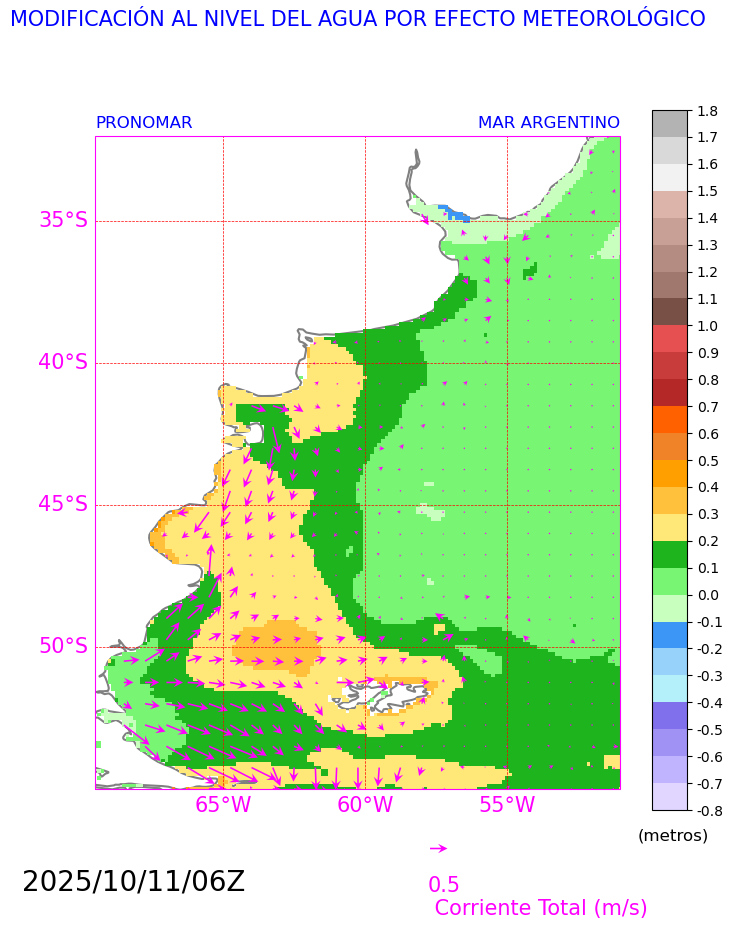 MODIFICACIÓN AL NIVEL DEL AGUA POR EFECTO METEOROLÓGICO
PRONOMAR MAR ARGENTINO
35°S
40°S
45°S
50°S
65°W 60°W 55°W
1.8
1.7
1.6
1.5
1.4
1.3
1.2
1.1
1.0
0.9
0.8
0.7
0.6
0.5
0.4
0.3
0.2
0.1
0.0
-0.1
-0.2
-0.3
-0.4
-0.5
-0.6
-0.7
-0.8
(metros)
2025/10/11/06Z
0.5
Corriente Total (m/s)